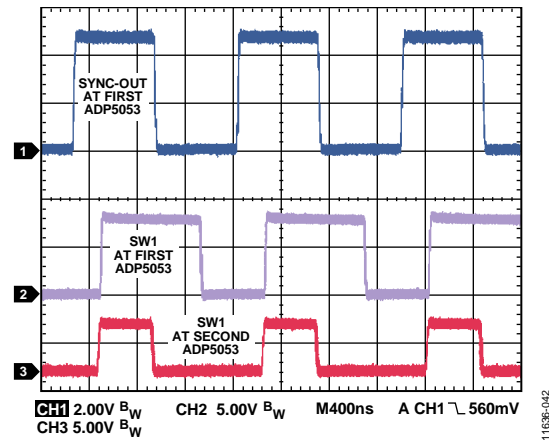 SYNC-OUT
AT FIRST
ADP5053
1
SW1
AT FIRST
ADP5053
2
SW1
AT SECOND
ADP5053
3
CH1 2.00V BW CH2 5.00V BW M400ns A CH1 560mV
CH3 5.00V BW
11636-042